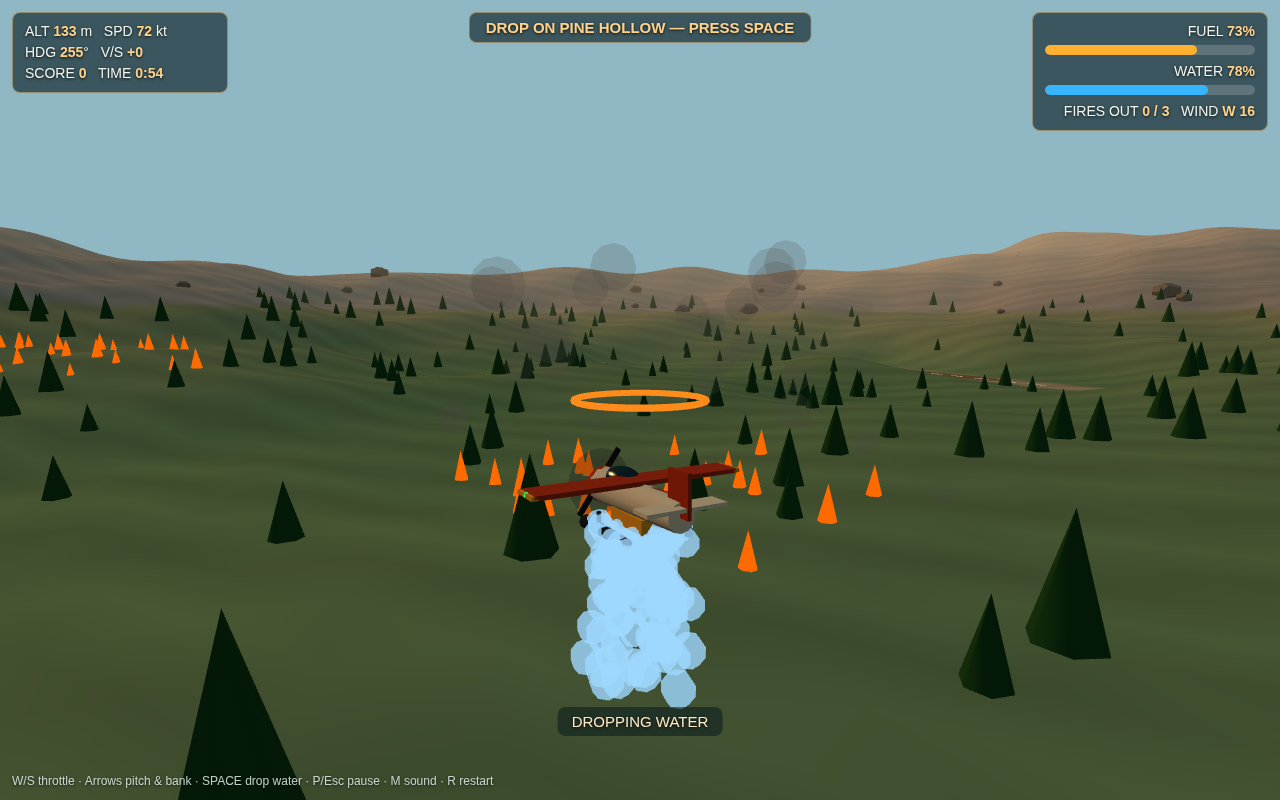 ALT 133 m SPD 72 kt
HDG 255° V/S +0
SCORE 0 TIME 0:54
DROP ON PINE HOLLOW — PRESS SPACE
FUEL 73%
WATER 78%
FIRES OUT 0 / 3 WIND W 16
DROPPING WATER
W/S throttle · Arrows pitch & bank · SPACE drop water · P/Esc pause · M sound · R restart